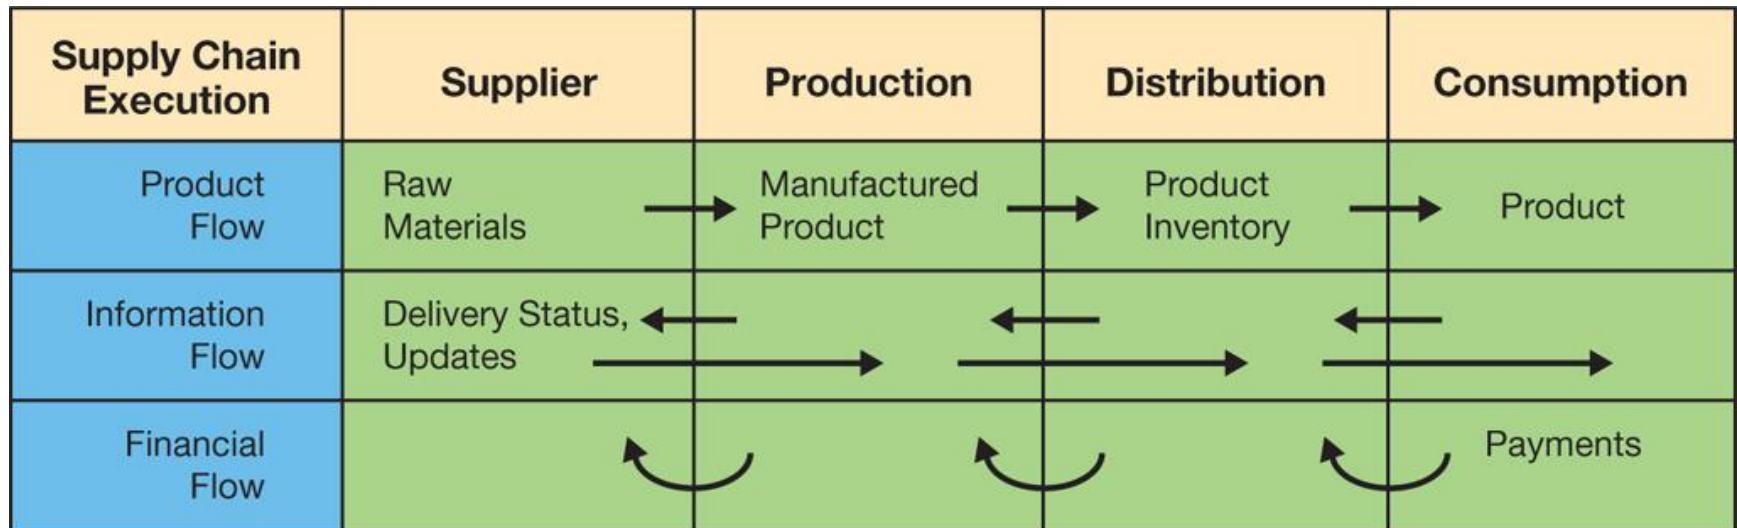 Supply Chain
Execution
Supplier
Production
Distribution
Consumption
Product
Flow
Raw
Materials
Manufactured
Product
Product
Inventory
Product
Information
Flow
Delivery Status,
Updates
Financial
Flow
Payments